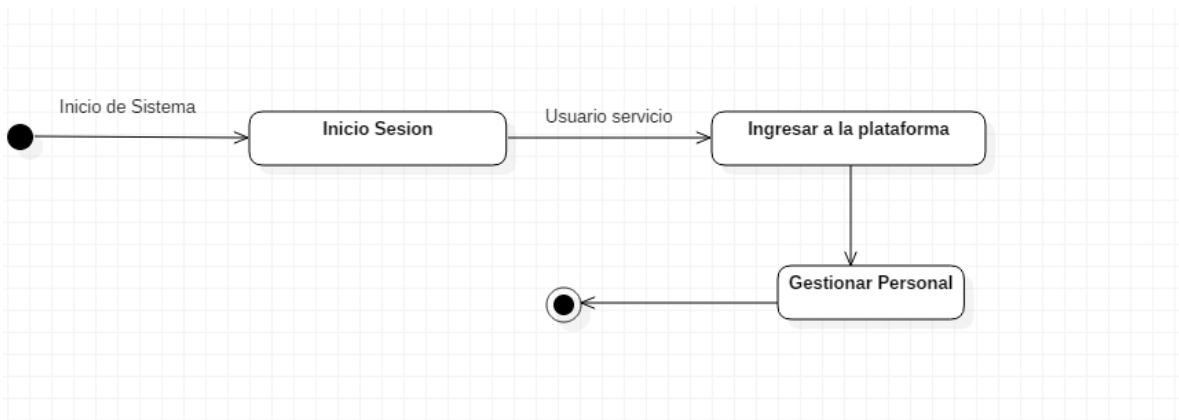 Inicio de Sistema
Inicio Sesion
Usuario servicio
Ingresar a la plataforma
Gestionar Personal